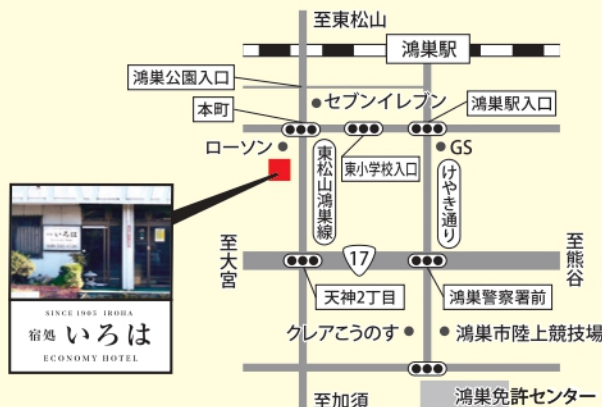 至東松山
鴻巣駅
鴻巣公園入口
セブンイレブン
本町
鴻巣駅入口
ローソン
東松山鴻巣線
東小学校入口
GS
けやき通り
いろは
至大宮
17
至熊谷
天神2丁目
鴻巣警察署前
SINCE 1905 IROHA
宿処 いろは
ECONOMY HOTEL
クレアこうのす
鴻巣市陸上競技場
至加須
鴻巣免許センター